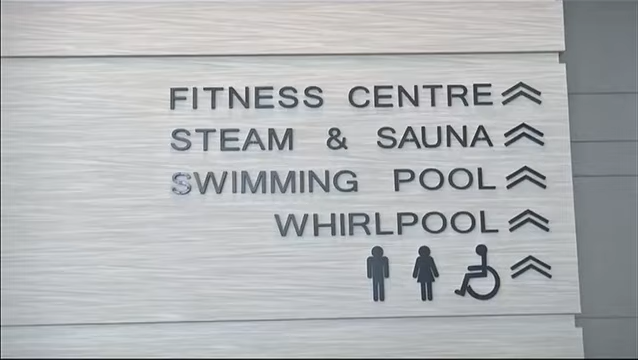 FITNESS CENTRE
STEAM & SAUNA
SWIMMING POOL
WHIRLPOOL